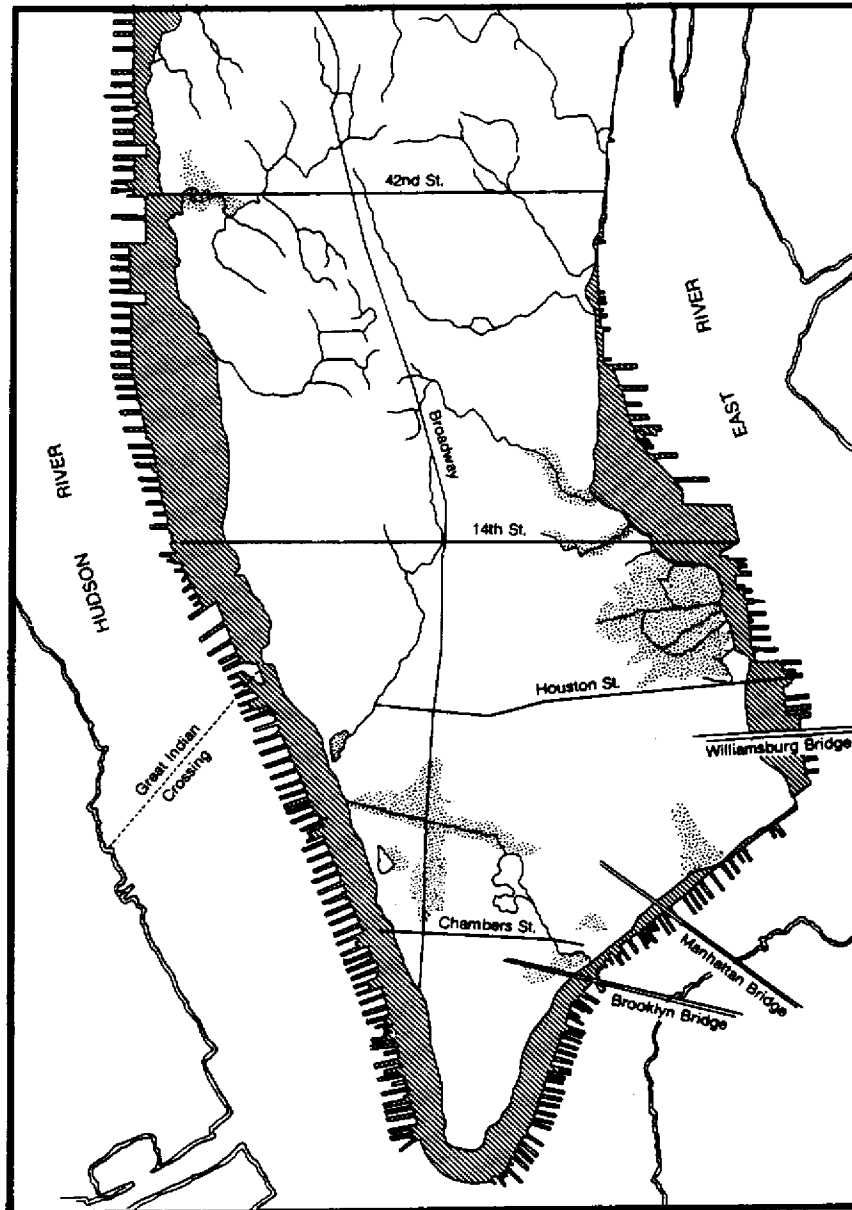 42nd St.
RIVER
EAST
Broadway
RIVER
HUDSON
14th St.
Houston St.
Williamsburg Bridge
Great Indian
Crossing
Chambers St.
Manhattan Bridge
Brooklyn Bridge